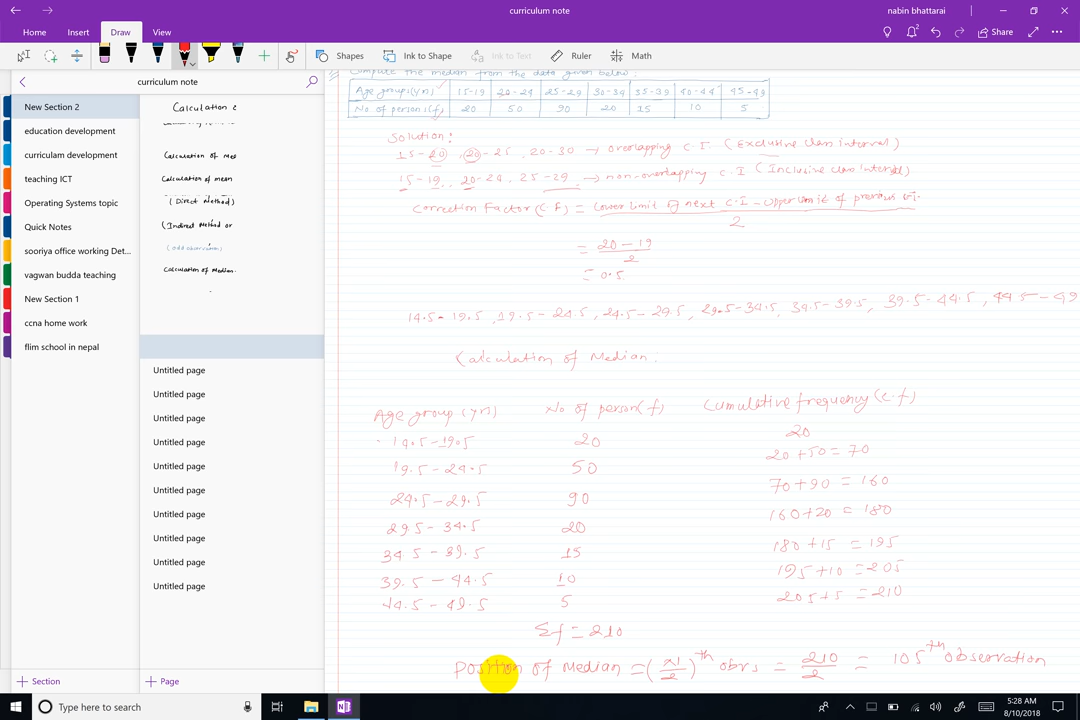 curriculum note
nabin bhattarai
Home Insert Draw View
Share
Shapes Ink to Shape Ink to Text Ruler Math
curriculum note
New Section 2
education development
curriculam development
teaching ICT
Operating Systems topic
Quick Notes
sooriya office working Det...
vagwan budda teaching
New Section 1
ccna home work
flim school in nepal
Section
Calculation
Calculation of Mea
Calculation of mean
(Direct Method)
(Indirect Method or
(odd observation)
Calculation of Median.
Untitled page
Untitled page
Untitled page
Untitled page
Untitled page
Untitled page
Untitled page
Untitled page
Untitled page
Untitled page
Page
Compute the median from the data given below:
Age groups(yrs) 15-19 20-24 25-29 30-34 35-39 40-44 45-49
No of persons(f) 20 50 90 20 15 10 5
Solution:
15-20, 20-25, 20-30 → overlapping C.I. (Exclusive class interval)
15-19, 20-24, 25-29 → non-overlapping C.I (Inclusive class interval)
Correction Factor (C.F) = Lower Limit of next C.I - Upper limit of previous C.I.
2
= 20-19
2
= 0.5
14.5-19.5, 19.5-24.5, 24.5-29.5, 29.5-34.5, 34.5-39.5, 39.5-44.5, 44.5-49
Calculation of Median:
Age group (yrs) No of person(f) Cumulative frequency (c.f)
14.5-19.5 20 20
19.5-24.5 50 20+50=70
24.5-29.5 90 70+90=160
29.5-34.5 20 160+20=180
34.5-39.5 15 180+15=195
39.5-44.5 10 195+10=205
44.5-49.5 5 205+5=210
Σf=210
Position of Median = (N/2)th obrs = 210/2 = 105th observation
Type here to search
5:28 AM
8/10/2018